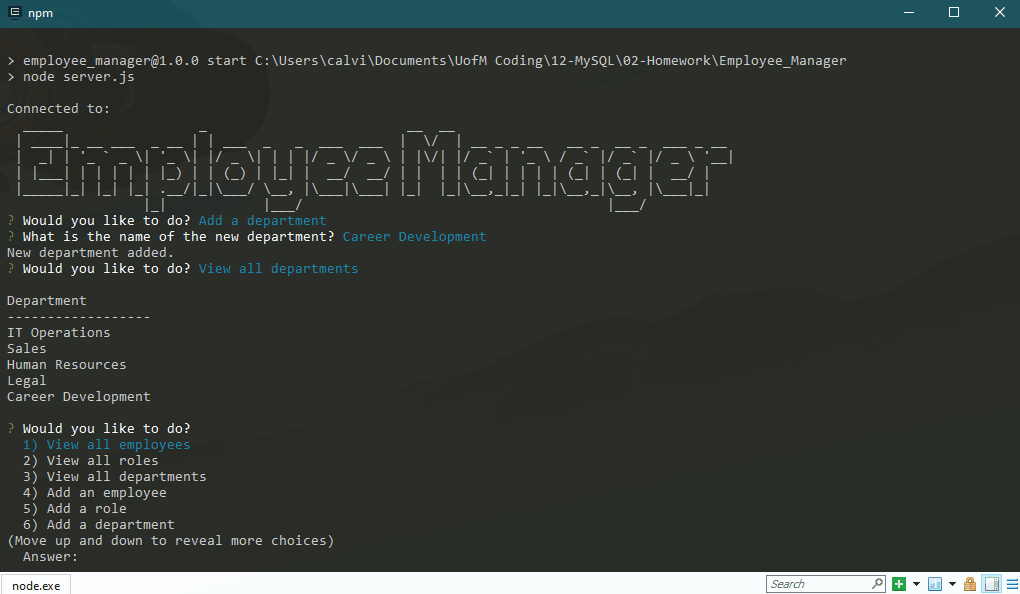 npm
> employee_manager@1.0.0 start C:\Users\calvi\Documents\UofM Coding\12-MySQL\02-Homework\Employee_Manager
> node server.js
Connected to:
Employee Manager
? Would you like to do? Add a department
? What is the name of the new department? Career Development
New department added.
? Would you like to do? View all departments
Department
------------------
IT Operations
Sales
Human Resources
Legal
Career Development
? Would you like to do?
1) View all employees
2) View all roles
3) View all departments
4) Add an employee
5) Add a role
6) Add a department
(Move up and down to reveal more choices)
Answer:
node.exe
Search